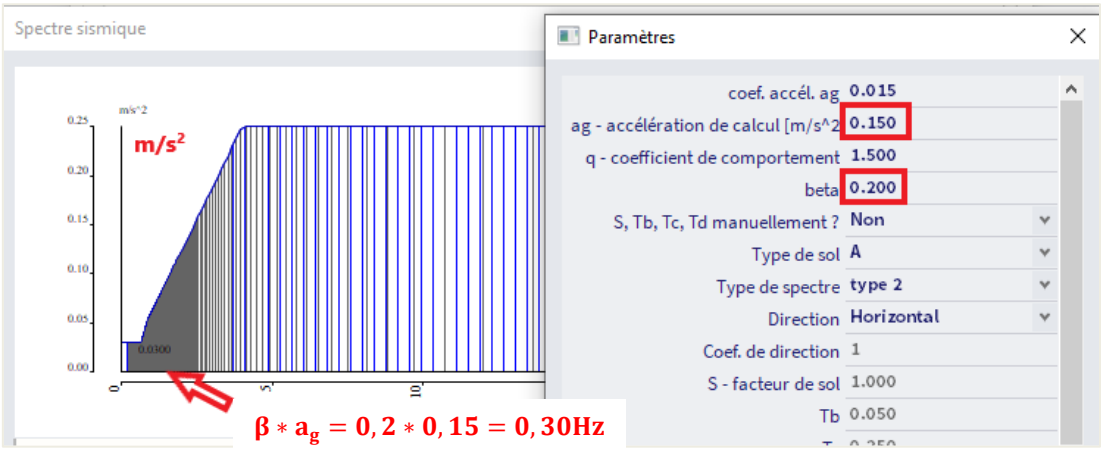 Spectre sismique
m/s^2
0.25
m/s²
0.20
0.15
0.10
0.05
0.0300
0.00
0
5
10
β * a_g = 0, 2 * 0, 15 = 0, 30Hz
Paramètres
coef. accél. ag 0.015
ag - accélération de calcul [m/s^2 0.150
q - coefficient de comportement 1.500
beta 0.200
S, Tb, Tc, Td manuellement ? Non
Type de sol A
Type de spectre type 2
Direction Horizontal
Coef. de direction 1
S - facteur de sol 1.000
Tb 0.050